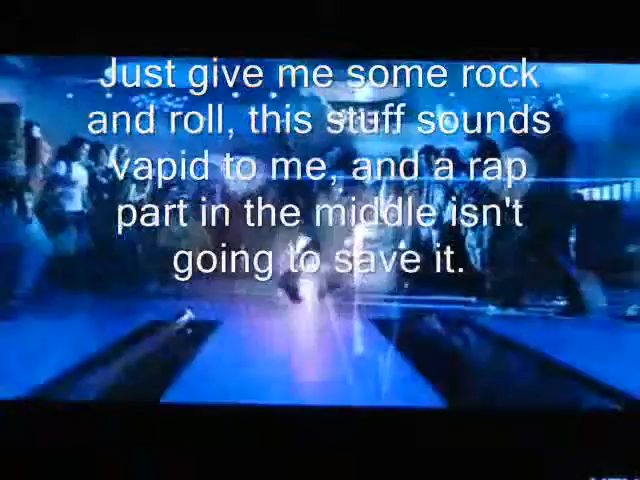 Just give me some rock
and roll, this stuff sounds
vapid to me, and a rap
part in the middle isn't
going to save it.